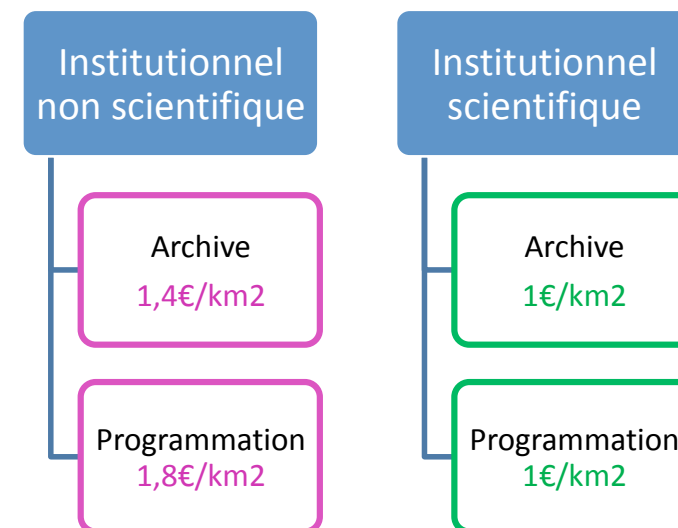 Institutionnel
non scientifique
Archive
1,4€/km2
Programmation
1,8€/km2
Institutionnel
scientifique
Archive
1€/km2
Programmation
1€/km2